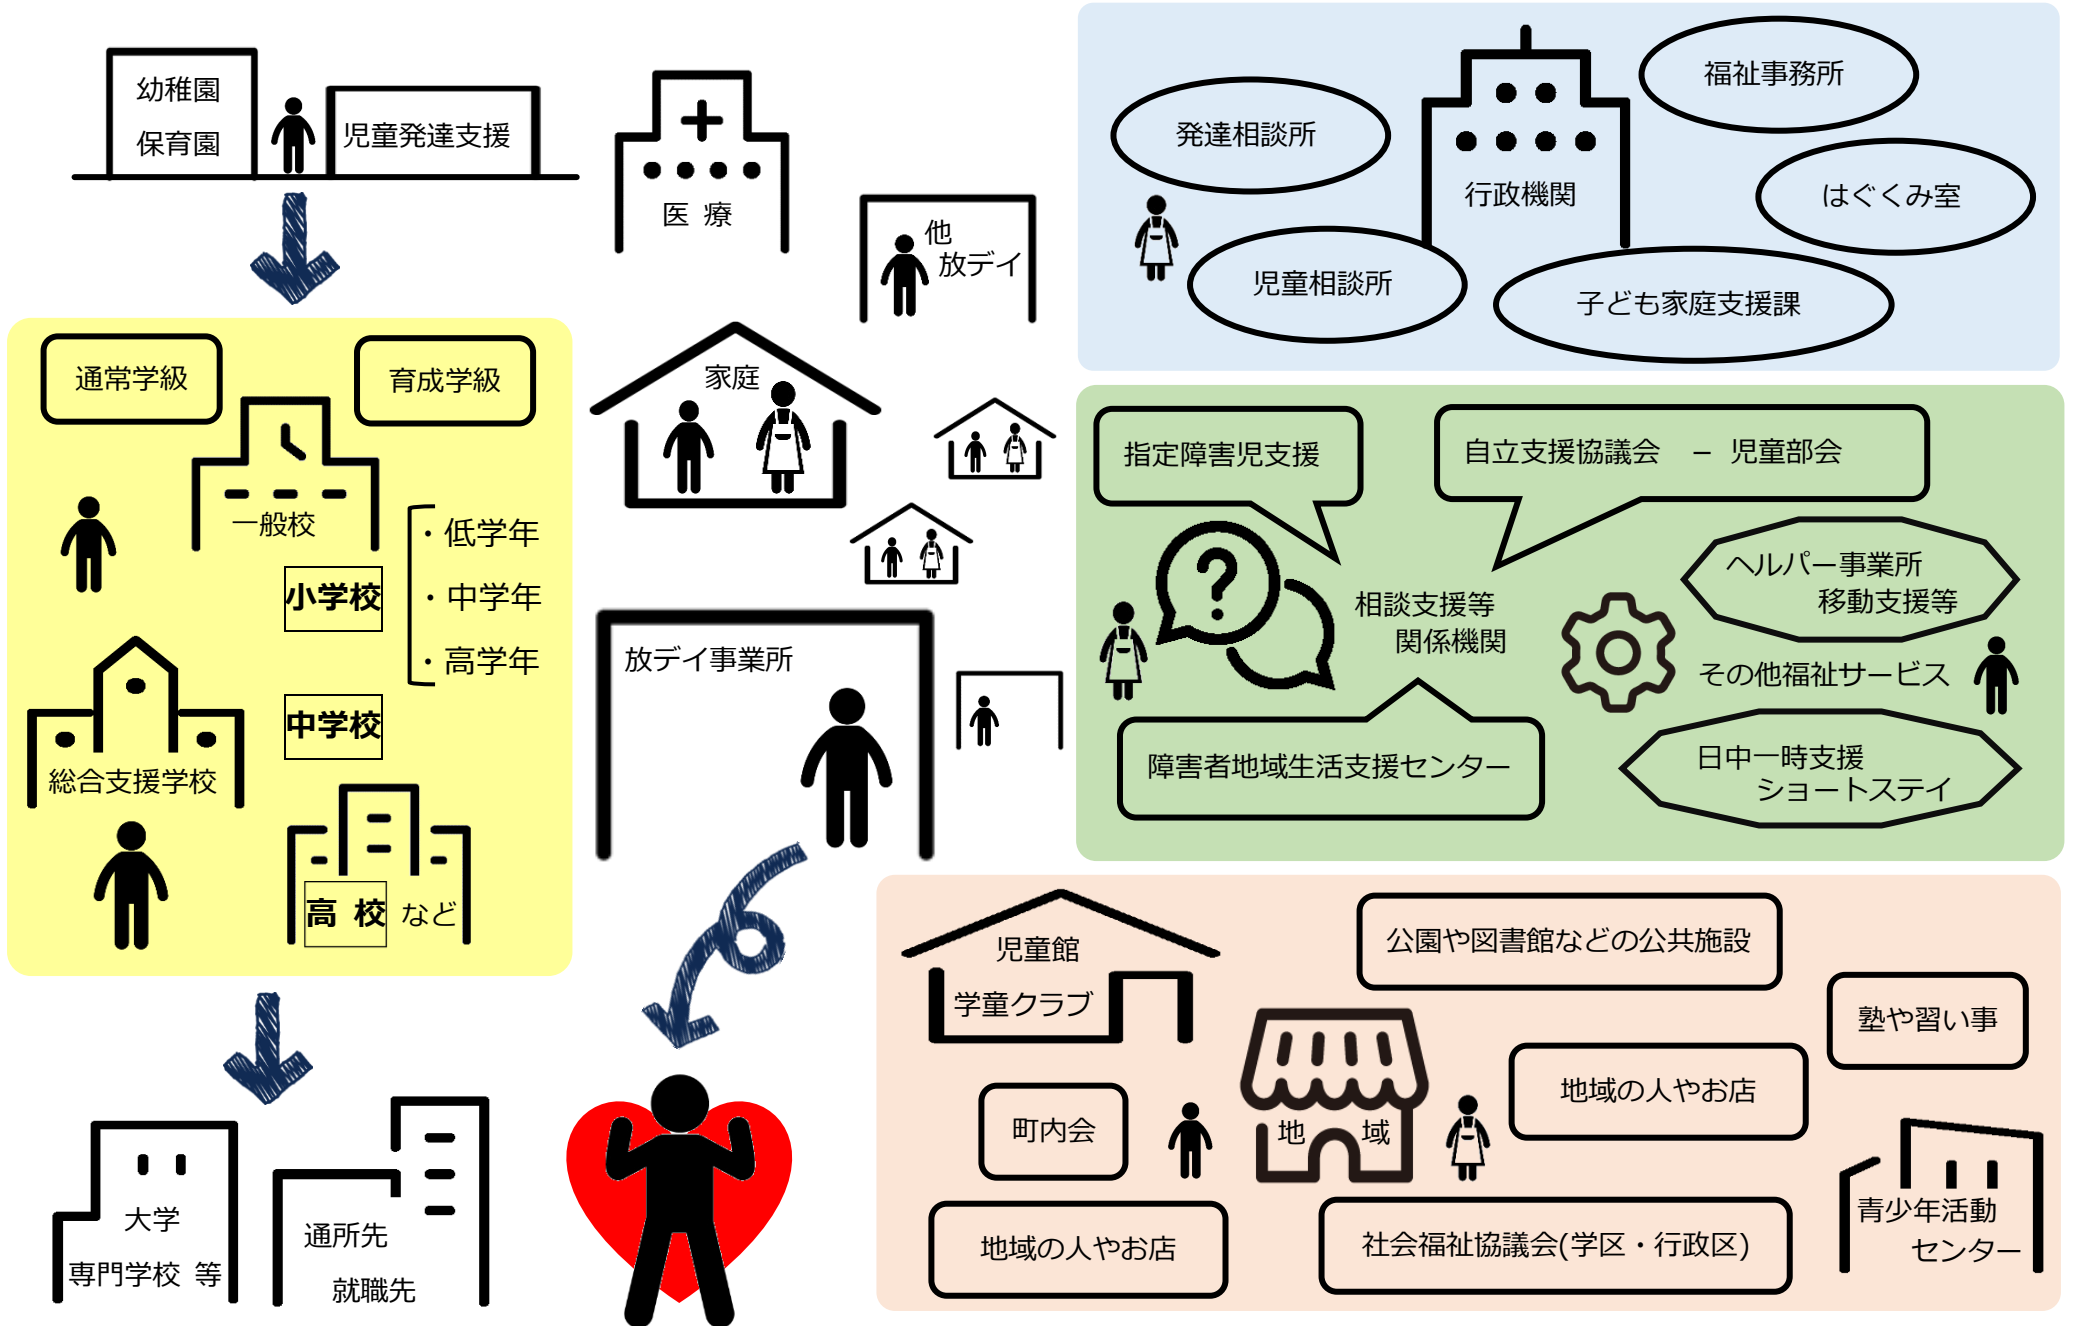 幼稚園
保育園
児童発達支援
医 療
他
放デイ
通常学級
育成学級
一般校
・低学年
・中学年
・高学年
小学校
中学校
総合支援学校
高 校 など
大学
専門学校 等
通所先
就職先
家庭
放デイ事業所
発達相談所
行政機関
福祉事務所
はぐくみ室
児童相談所
子ども家庭支援課
指定障害児支援
自立支援協議会 － 児童部会
相談支援等
関係機関
ヘルパー事業所
移動支援等
その他福祉サービス
障害者地域生活支援センター
日中一時支援
ショートステイ
児童館
学童クラブ
公園や図書館などの公共施設
塾や習い事
地域の人やお店
町内会
地 域
地域の人やお店
社会福祉協議会(学区・行政区)
青少年活動
センター